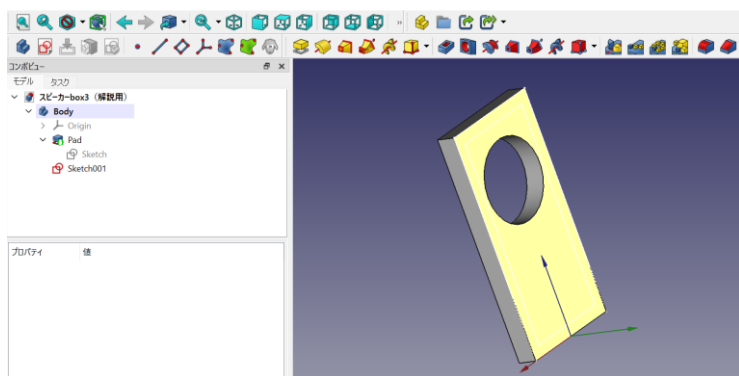 コンボビュー
モデル タスク
スピーカーbox3（解説用）
Body
Origin
Pad
Sketch
Sketch001
プロパティ 値